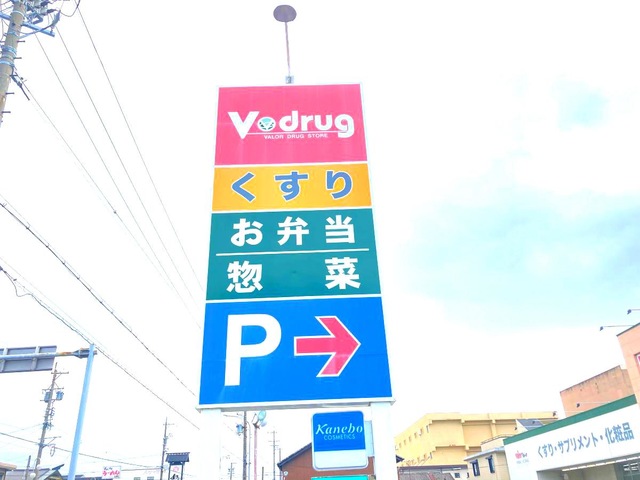 V drug
VALOR DRUG STORE
くすり
お弁当
惣菜
P
Kanebo
COSMETICS
くすり・サプリメント・化粧品